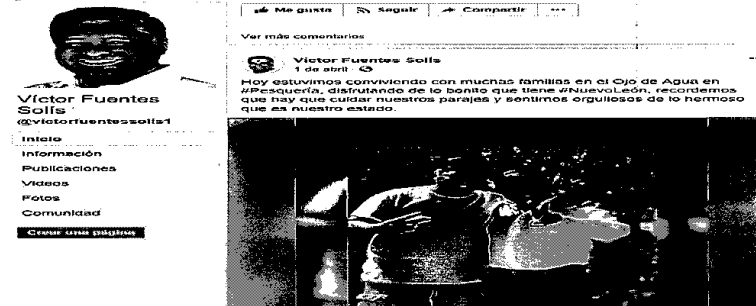 Me gusta Seguir Compartir ...
Ver más comentarios
Víctor Fuentes Solís
1 de abril
Hoy estuvimos conviviendo con muchas familias en el Ojo de Agua en
#Pesquería, disfrutando de lo bonito que tiene #NuevoLeón, recordemos
que hay que cuidar nuestros parajes y sentirnos orgullosos de lo hermoso
que es nuestro estado.
Víctor Fuentes
Solís
@victorfuentessolis1
Inicio
Información
Publicaciones
Videos
Fotos
Comunidad
Crear una página